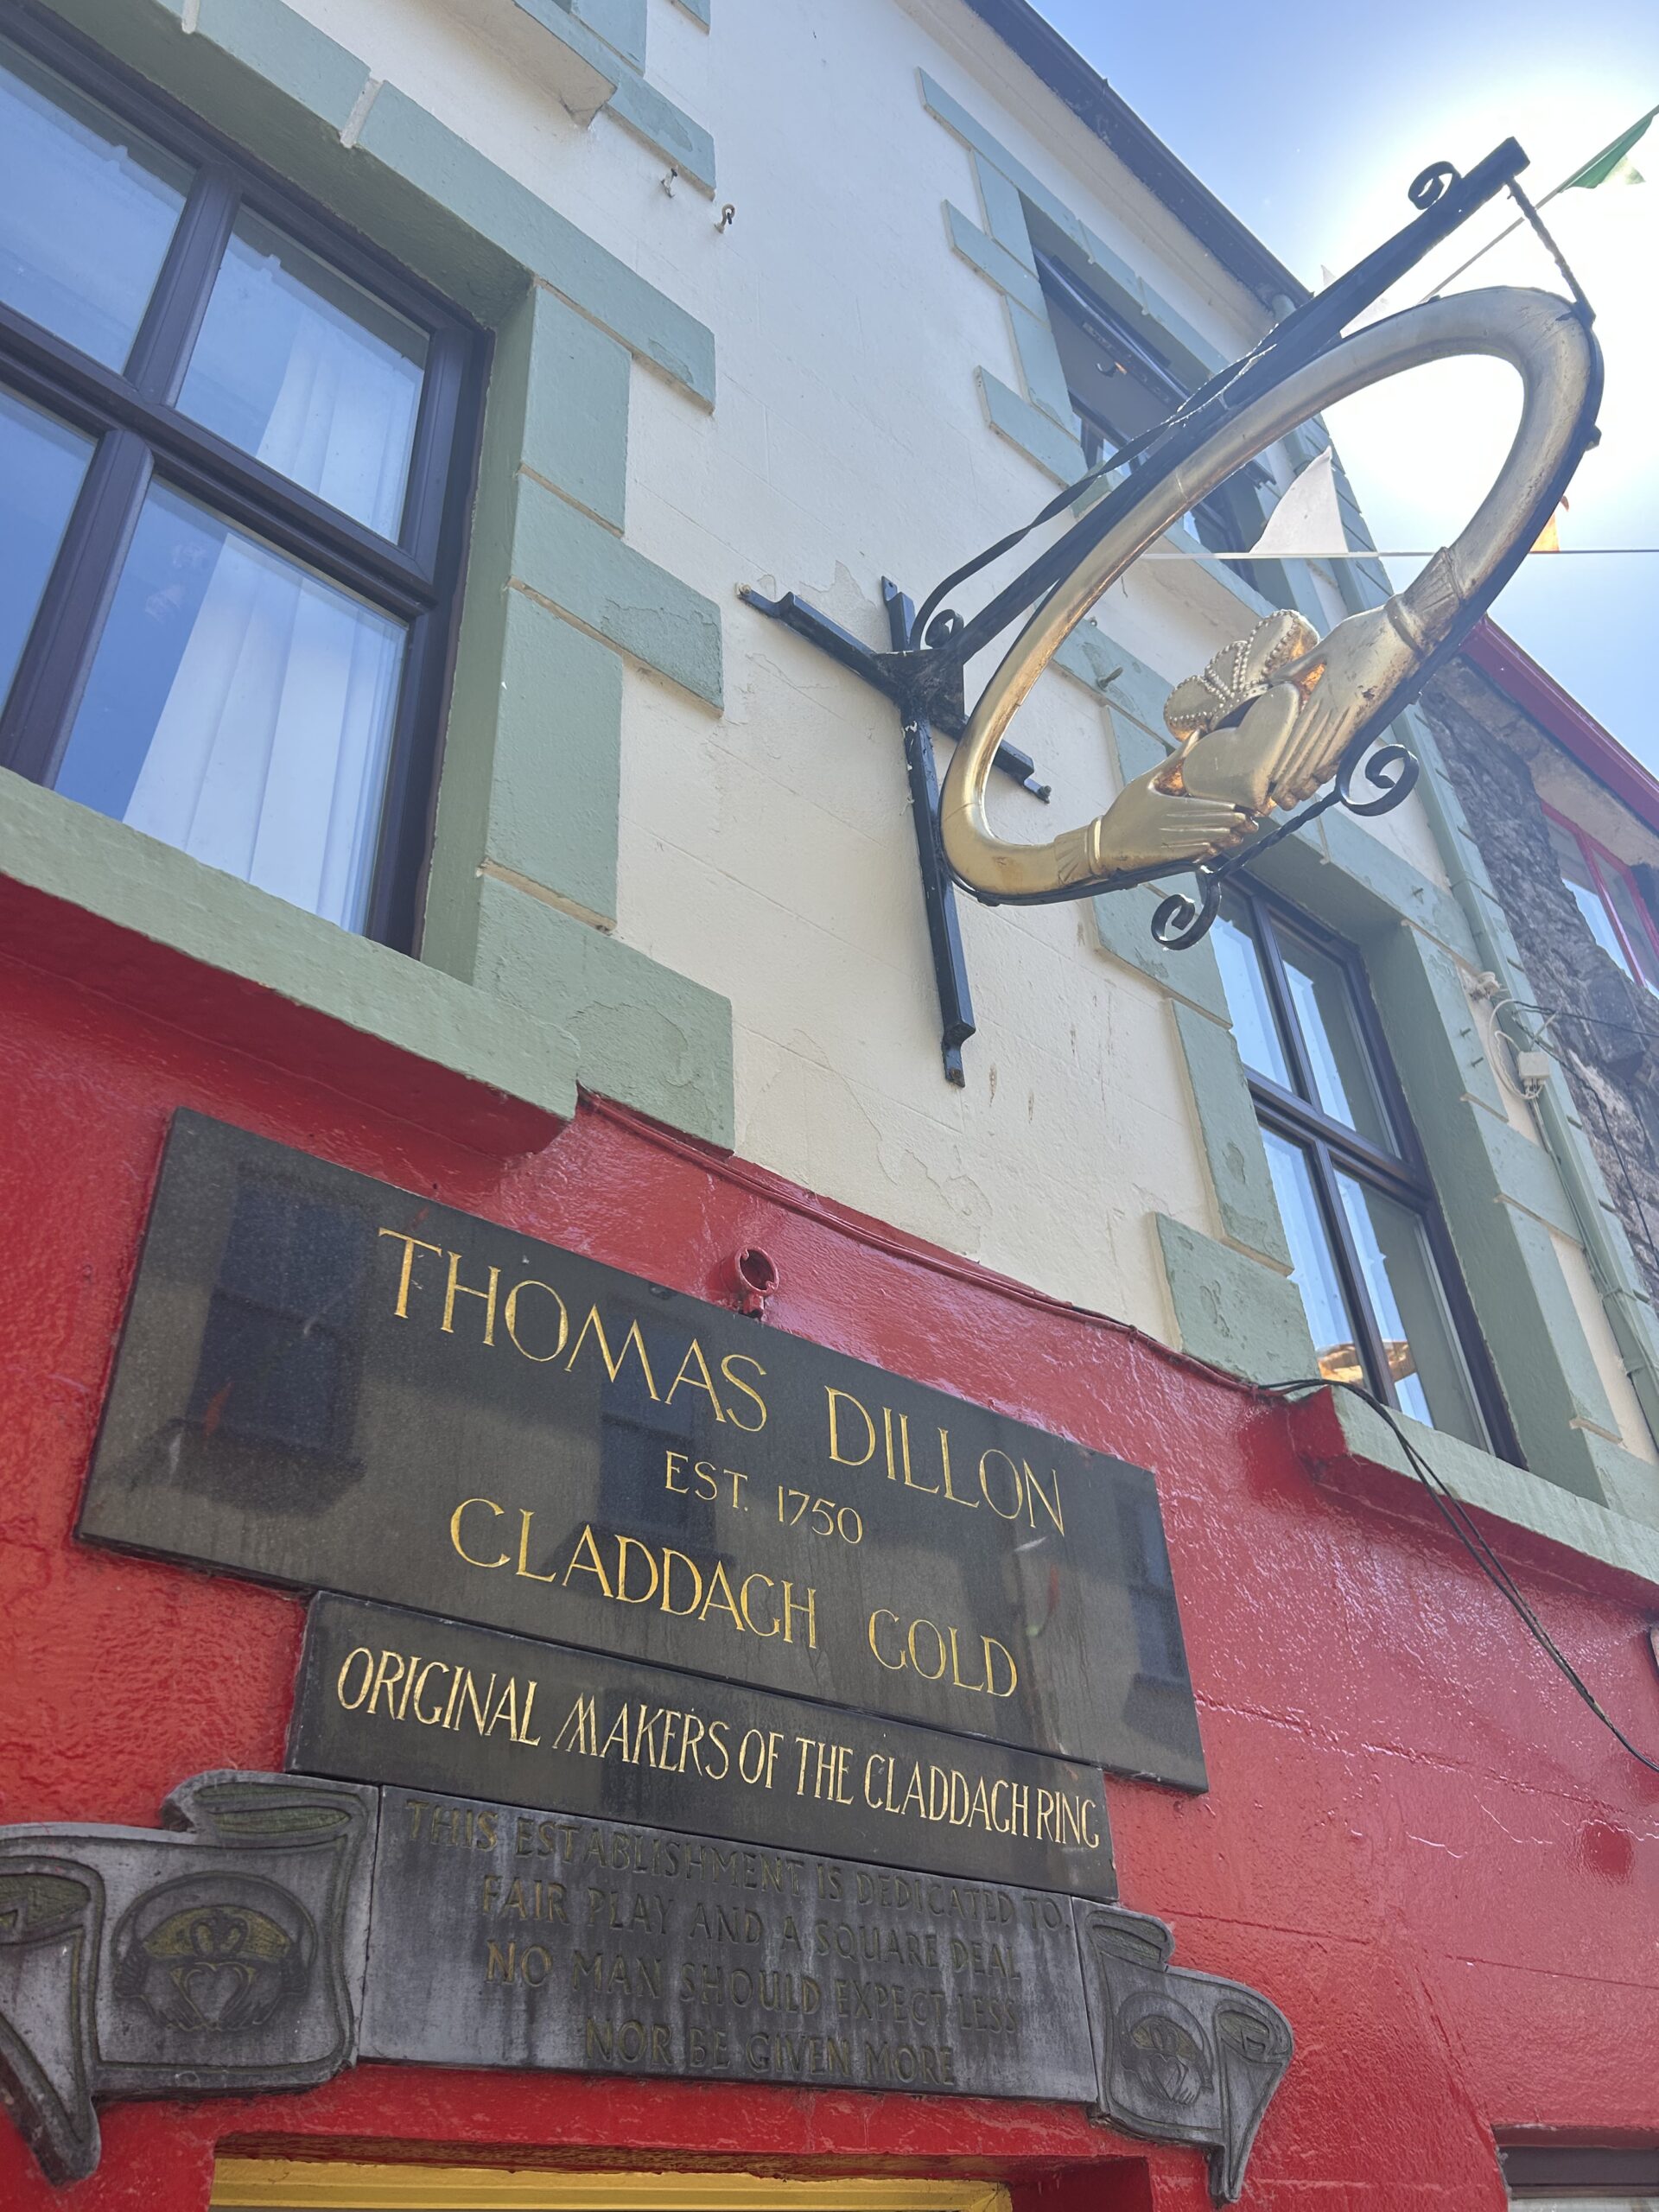 THOMAS DILLON
EST. 1750
CLADDAGH GOLD
ORIGINAL MAKERS OF THE CLADDAGH RING
THIS ESTABLISHMENT IS DEDICATED TO,
FAIR PLAY AND A SQUARE DEAL
NO MAN SHOULD EXPECT LESS
NOR BE GIVEN MORE